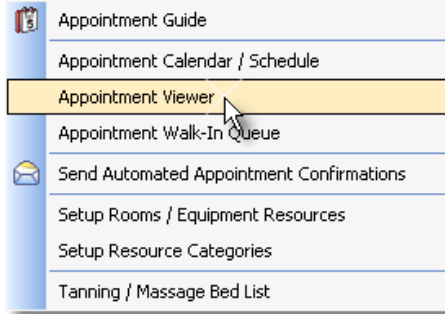 Appointment Guide
Appointment Calendar / Schedule
Appointment Viewer
Appointment Walk-In Queue
Send Automated Appointment Confirmations
Setup Rooms / Equipment Resources
Setup Resource Categories
Tanning / Massage Bed List